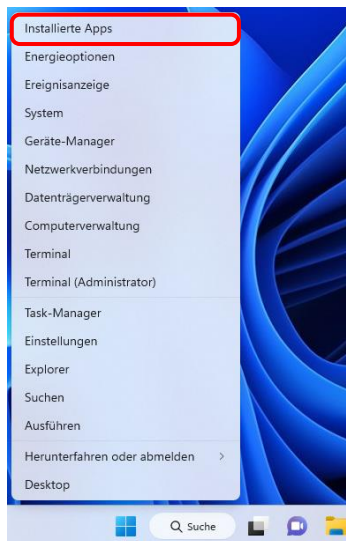 Installierte Apps
Energieoptionen
Ereignisanzeige
System
Geräte-Manager
Netzwerkverbindungen
Datenträgerverwaltung
Computerverwaltung
Terminal
Terminal (Administrator)
Task-Manager
Einstellungen
Explorer
Suchen
Ausführen
Herunterfahren oder abmelden
Desktop
Suche